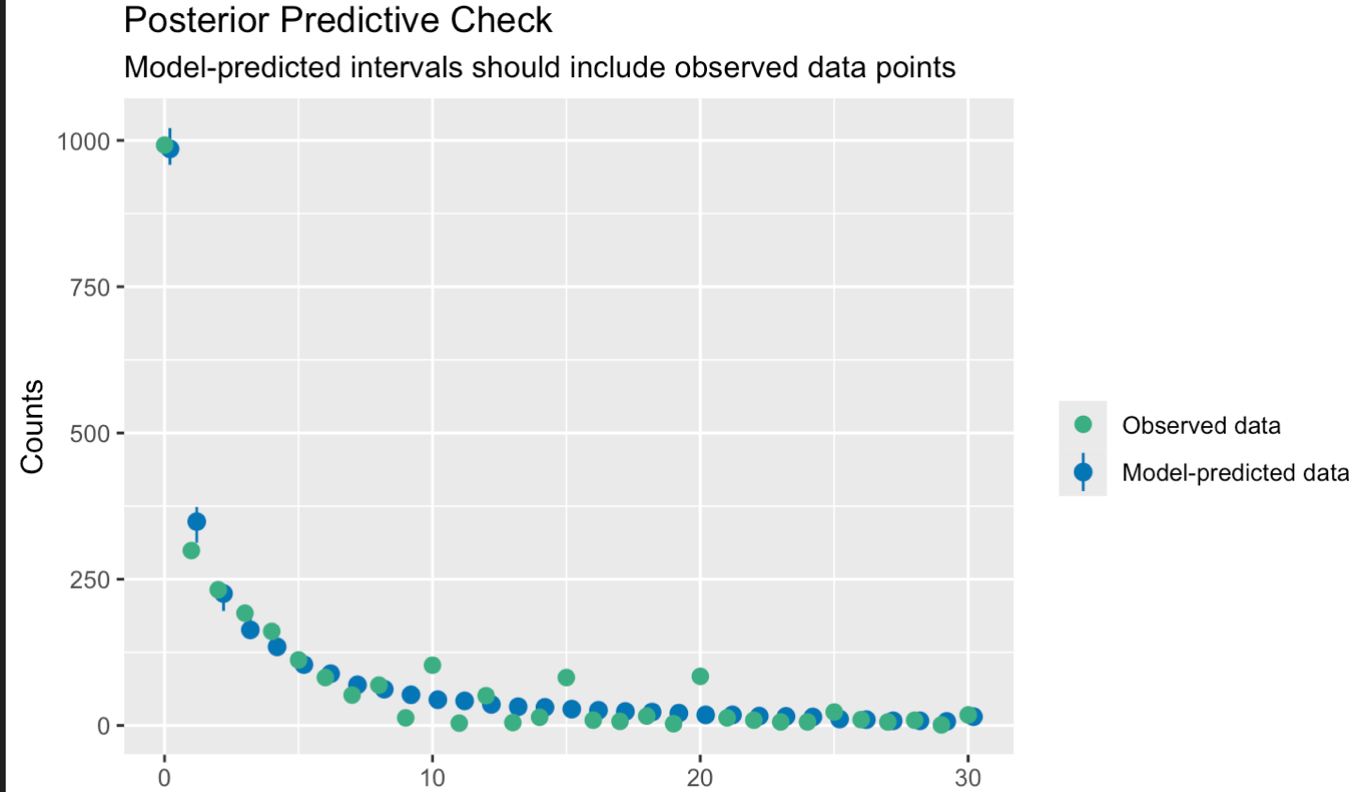 Posterior Predictive Check
Model-predicted intervals should include observed data points
1000
750
500
250
0
Counts
0 10 20 30
Observed data
Model-predicted data